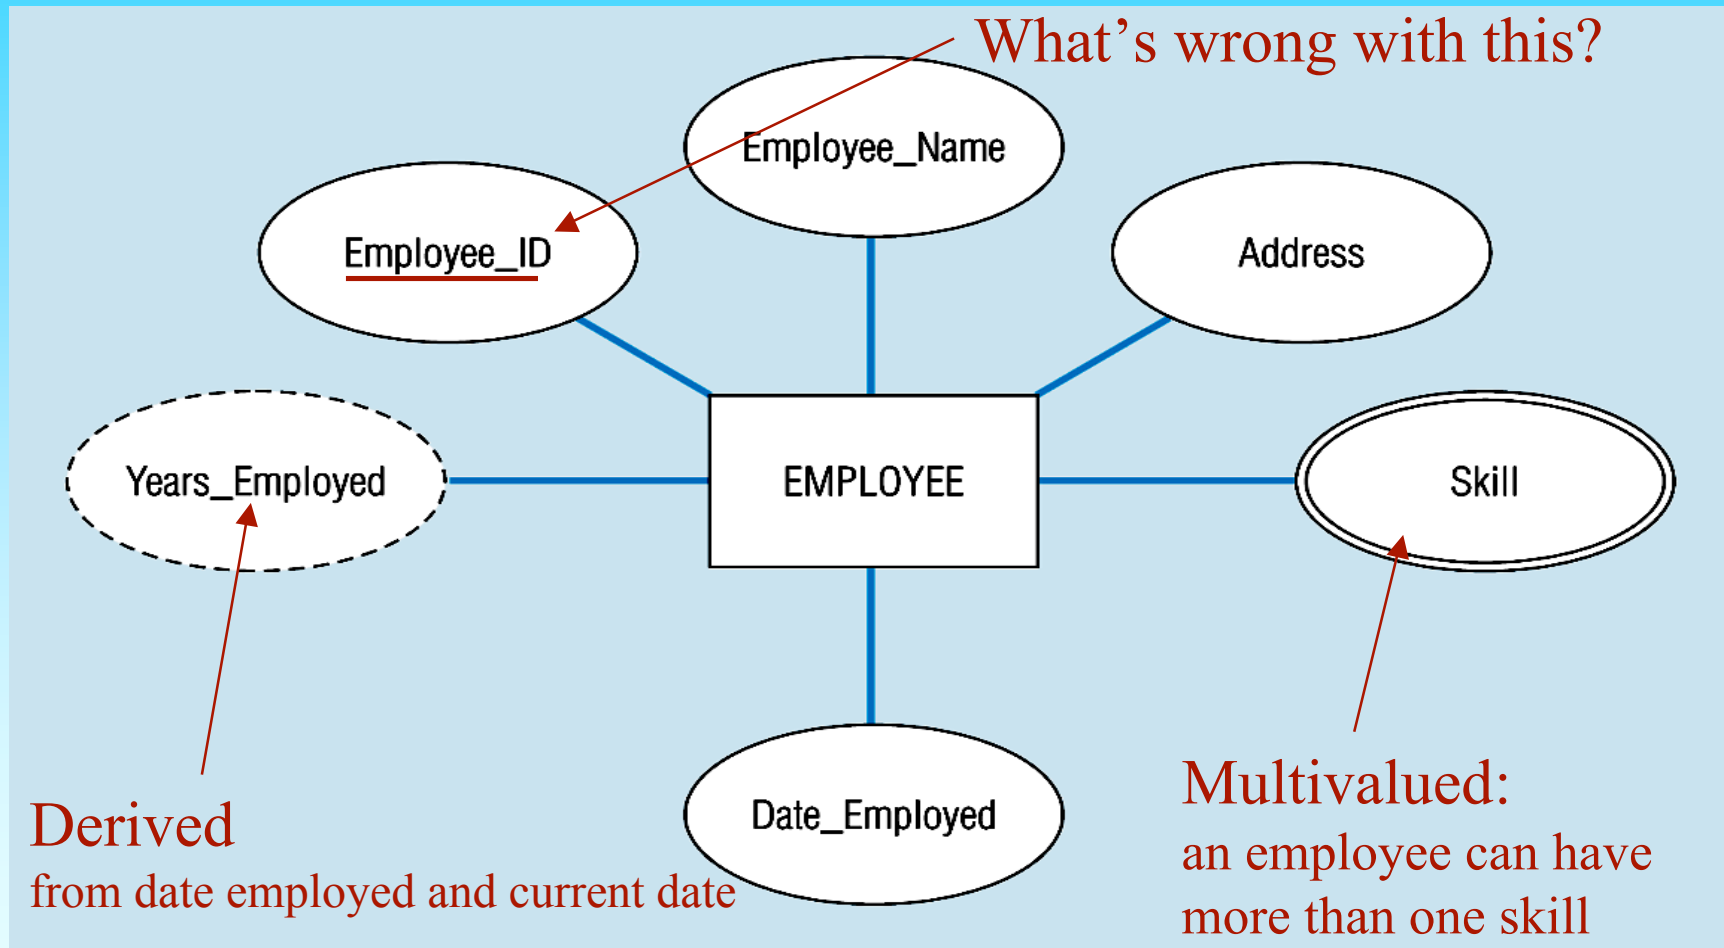 What’s wrong with this?
Employee_Name
Employee_ID
Address
Years_Employed
EMPLOYEE
Skill
Date_Employed
Derived
from date employed and current date
Multivalued:
an employee can have
more than one skill